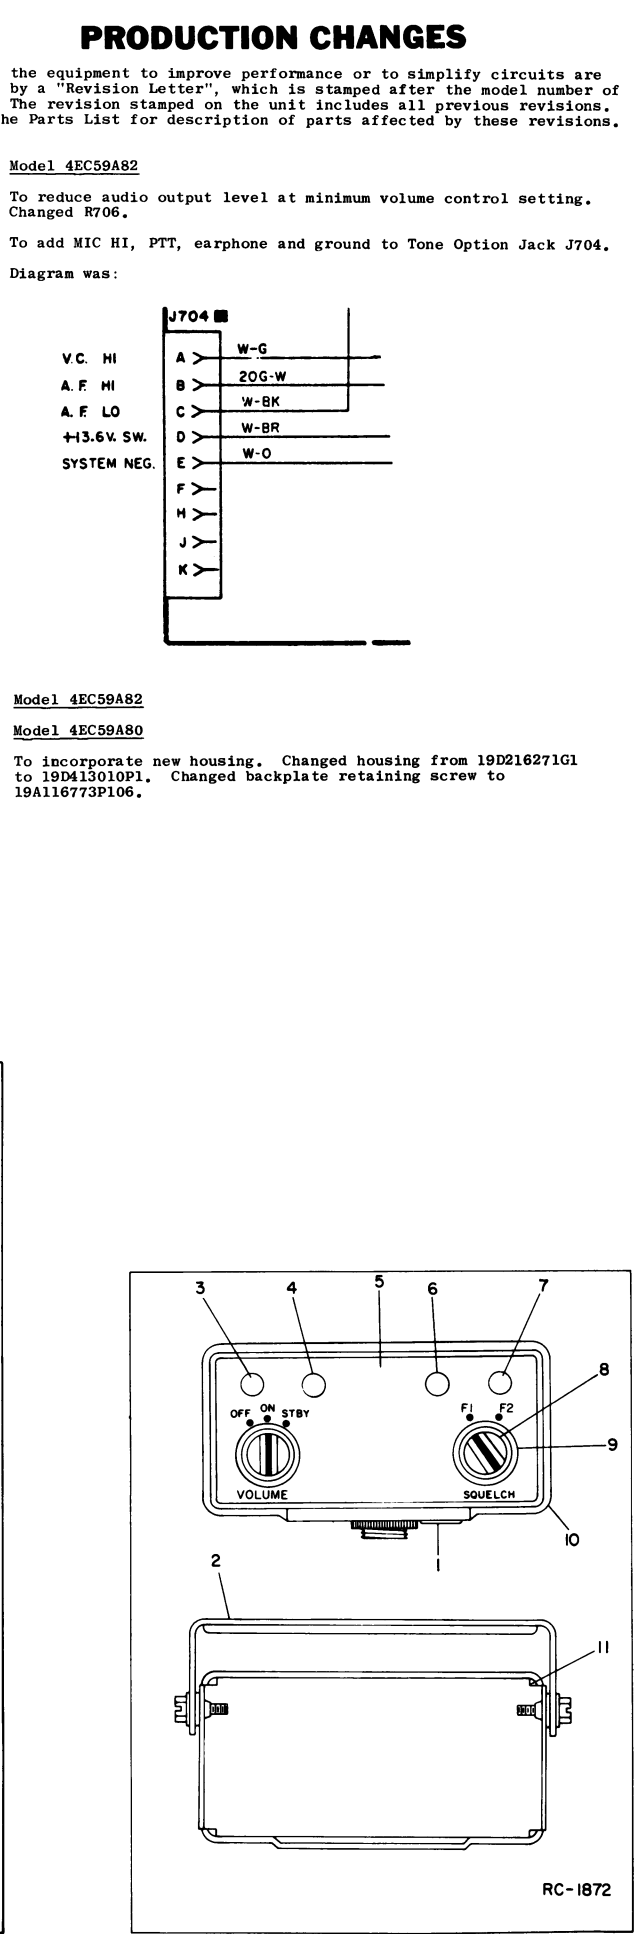 PRODUCTION CHANGES
the equipment to improve performance or to simplify circuits are
by a "Revision Letter", which is stamped after the model number of
The revision stamped on the unit includes all previous revisions.
he Parts List for description of parts affected by these revisions.
Model 4EC59A82
To reduce audio output level at minimum volume control setting.
Changed R706.
To add MIC HI, PTT, earphone and ground to Tone Option Jack J704.
Diagram was:
J704
V.C. HI A W-G
A.F. HI B 20G-W
A.F. LO C W-BK
+13.6V. SW. D W-BR
SYSTEM NEG. E W-O
F
H
J
K
Model 4EC59A82
Model 4EC59A80
To incorporate new housing. Changed housing from 19D216271G1
to 19D413010P1. Changed backplate retaining screw to
19A116773P106.
3 4 5 6 7
8
OFF ON STBY F1 F2
9
VOLUME SQUELCH
10
1
2
11
RC-1872